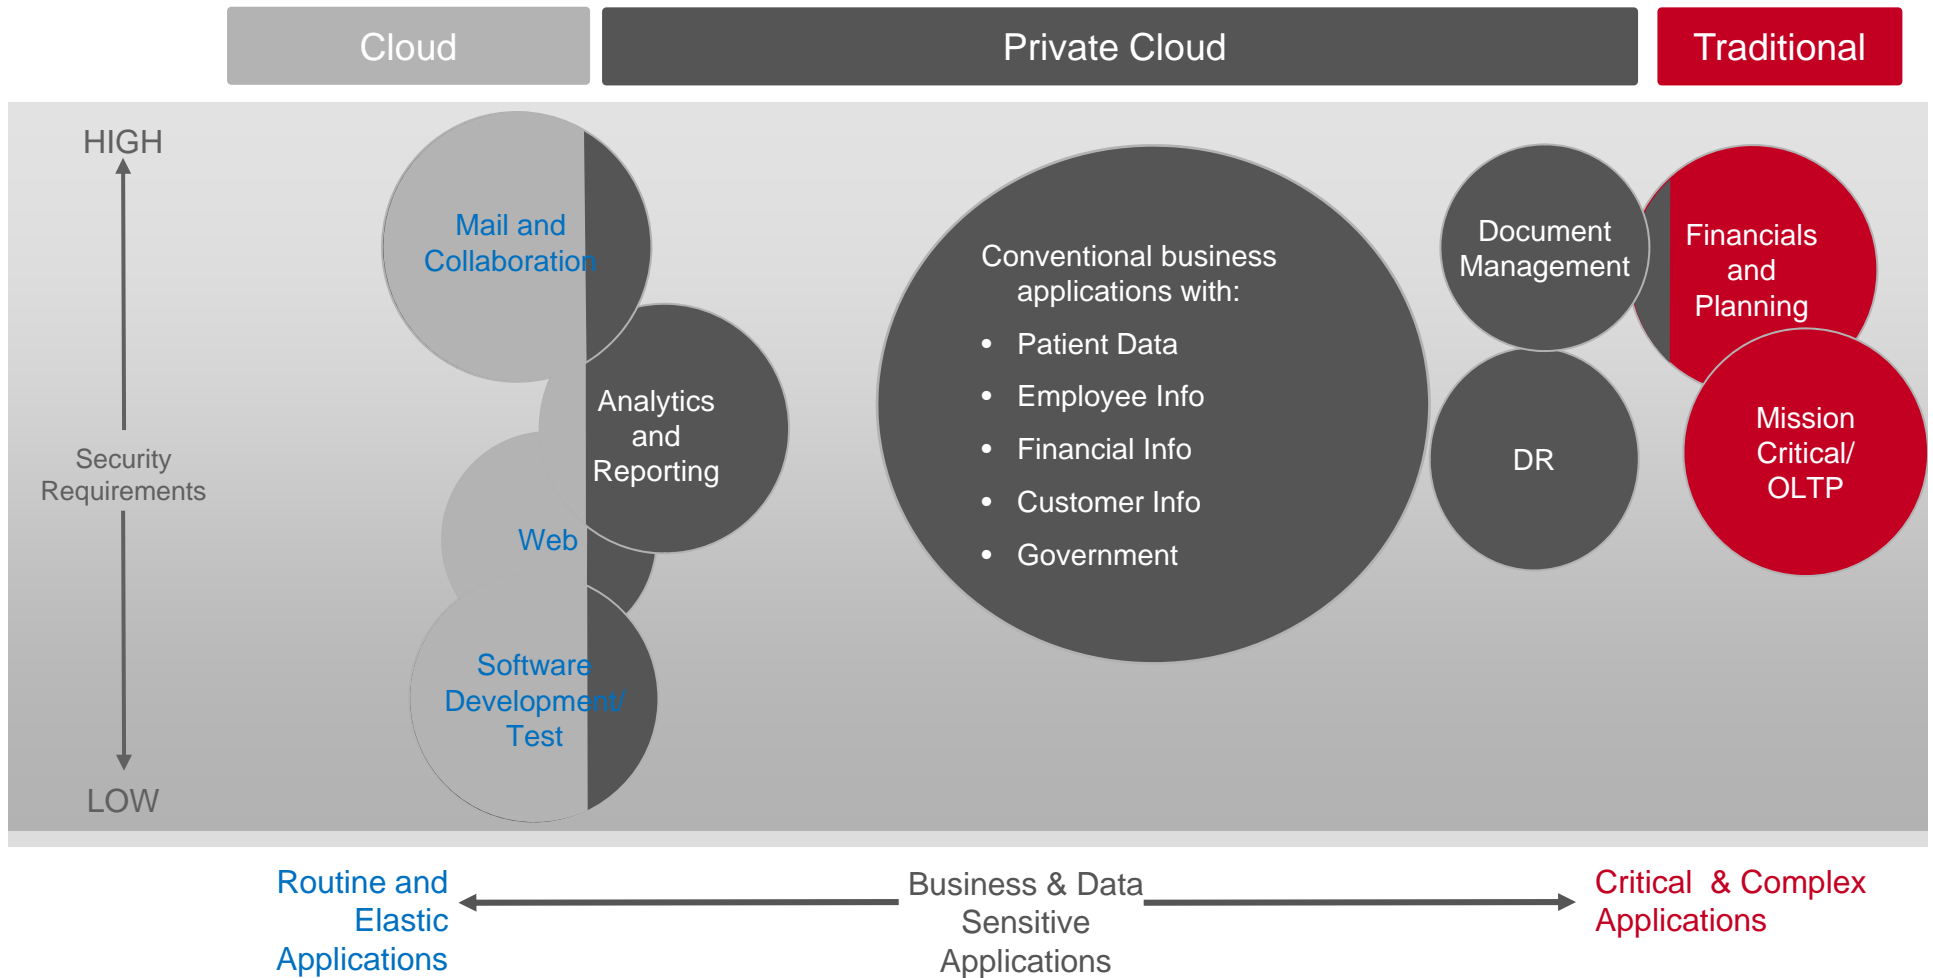 Cloud
Private Cloud
Traditional
HIGH
Security
Requirements
LOW
Mail and
Collaboration
Analytics
and
Reporting
Web
Software
Development/
Test
Conventional business
applications with:
• Patient Data
• Employee Info
• Financial Info
• Customer Info
• Government
Document
Management
DR
Financials
and
Planning
Mission
Critical/
OLTP
Routine and
Elastic
Applications
Business & Data
Sensitive
Applications
Critical & Complex
Applications